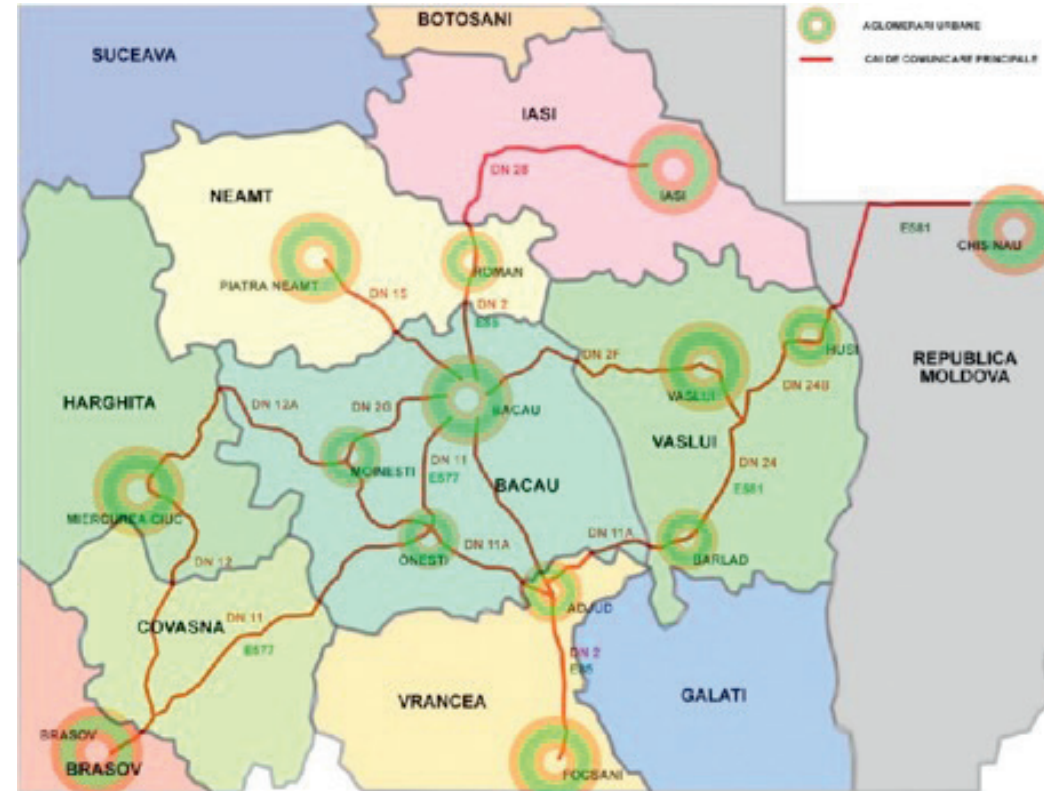 BOTOSANI
AGLOMERARI URBANE
SUCEAVA
CAI DE COMUNICARE PRINCIPALE
IASI
DN 28
NEAMT
IASI
E581
CHISINAU
ROMAN
PIATRA NEAMT
DN 15
DN 2
E85
HUSI
DN 2F
REPUBLICA
MOLDOVA
DN 24B
VASLUI
HARGHITA
DN 12A
DN 2G
BACAU
VASLUI
DN 11
MOINESTI
DN 24
E577
BACAU
E581
MIERCUREA CIUC
DN 11A
DN 11A
ONESTI
BARLAD
DN 12
ADJUD
DN 11
COVASNA
E577
DN 2
E85
VRANCEA
GALATI
BRASOV
BRASOV
FOCSANI